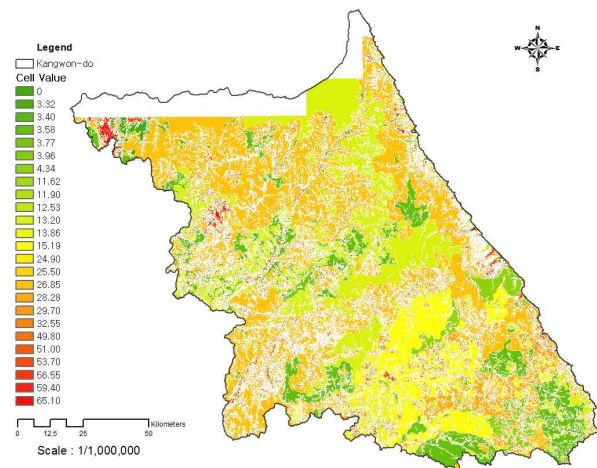 N
W E
S
Legend
Kangwon-do
Cell Value
0
3.32
3.40
3.58
3.77
3.96
4.34
11.62
11.90
12.53
13.20
13.86
15.19
24.90
25.50
26.85
28.28
29.70
32.55
49.80
51.00
53.70
56.55
59.40
65.10
Kilometers
0 12.5 25 50
Scale : 1/1,000,000